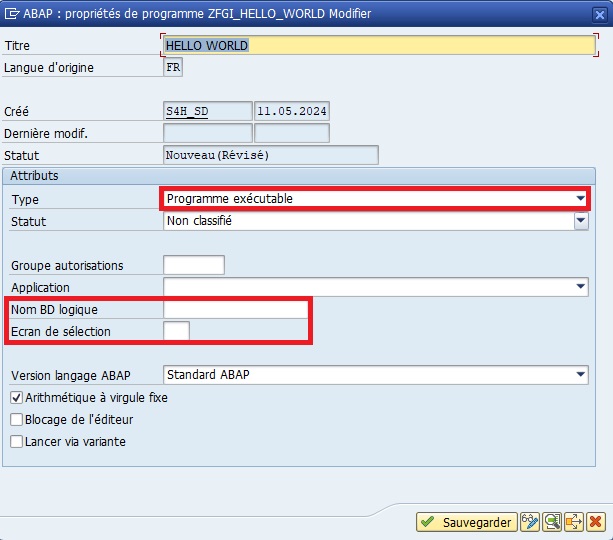 ABAP : propriétés de programme ZFGI_HELLO_WORLD Modifier
Titre HELLO WORLD
Langue d'origine FR
Créé S4H_SD 11.05.2024
Dernière modif.
Statut Nouveau(Révisé)
Attributs
Type Programme exécutable
Statut Non classifié
Groupe autorisations
Application
Nom BD logique
Ecran de sélection
Version langage ABAP Standard ABAP
Arithmétique à virgule fixe
Blocage de l'éditeur
Lancer via variante
Sauvegarder